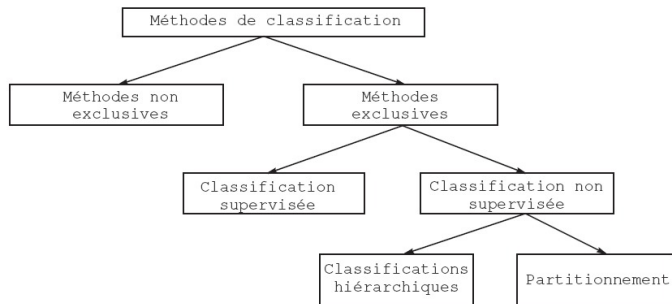 Méthodes de classification
Méthodes non
exclusives
Méthodes
exclusives
Classification
supervisée
Classification non
supervisée
Classifications
hiérarchiques
Partitionnement